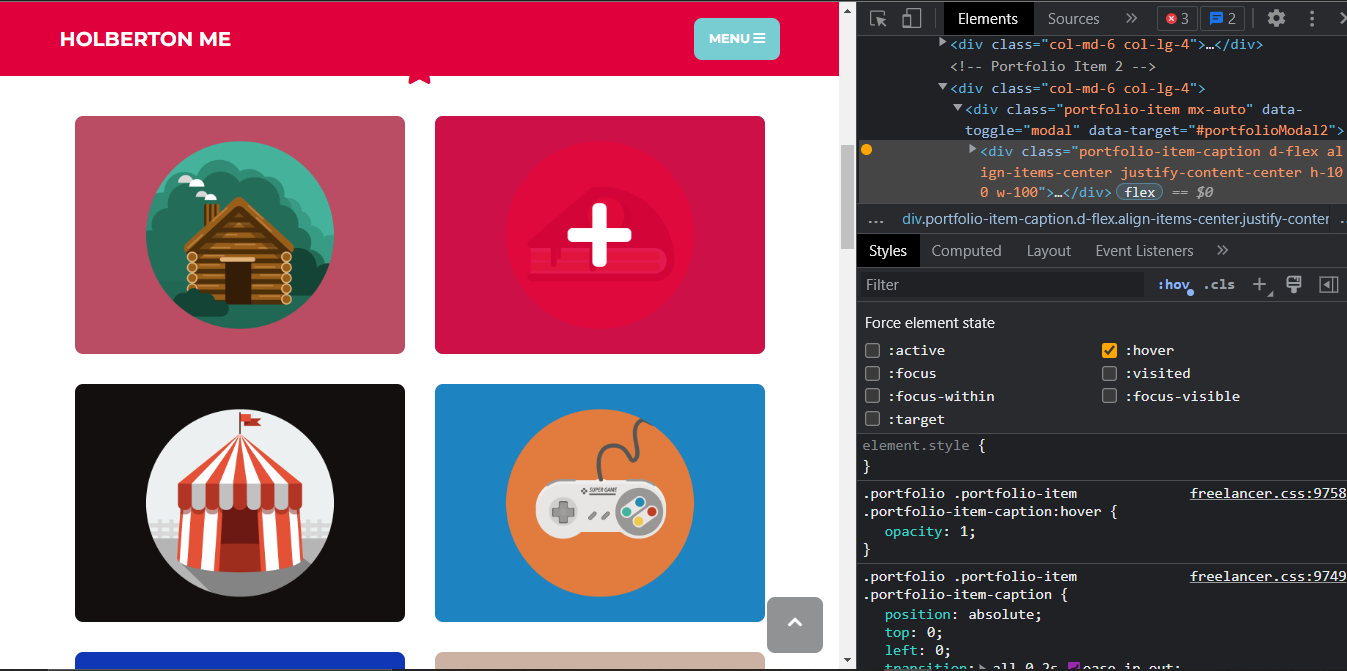 HOLBERTON ME
MENU
SUPER GAME
Elements
Sources
3
2
<div class="col-md-6 col-lg-4">…</div>
<!-- Portfolio Item 2 -->
<div class="col-md-6 col-lg-4">
<div class="portfolio-item mx-auto" data-
toggle="modal" data-target="#portfolioModal2">
<div class="portfolio-item-caption d-flex al
ign-items-center justify-content-center h-10
0 w-100">…</div> flex == $0
... div.portfolio-item-caption.d-flex.align-items-center.justify-conter
Styles
Computed
Layout
Event Listeners
Filter
:hov
.cls
Force element state
:active
:hover
:focus
:visited
:focus-within
:focus-visible
:target
element.style {
}
.portfolio .portfolio-item freelancer.css:9758
.portfolio-item-caption:hover {
opacity: 1;
}
.portfolio .portfolio-item freelancer.css:9749
.portfolio-item-caption {
position: absolute;
top: 0;
left: 0;
transition: all 0.2s ease-in-out;